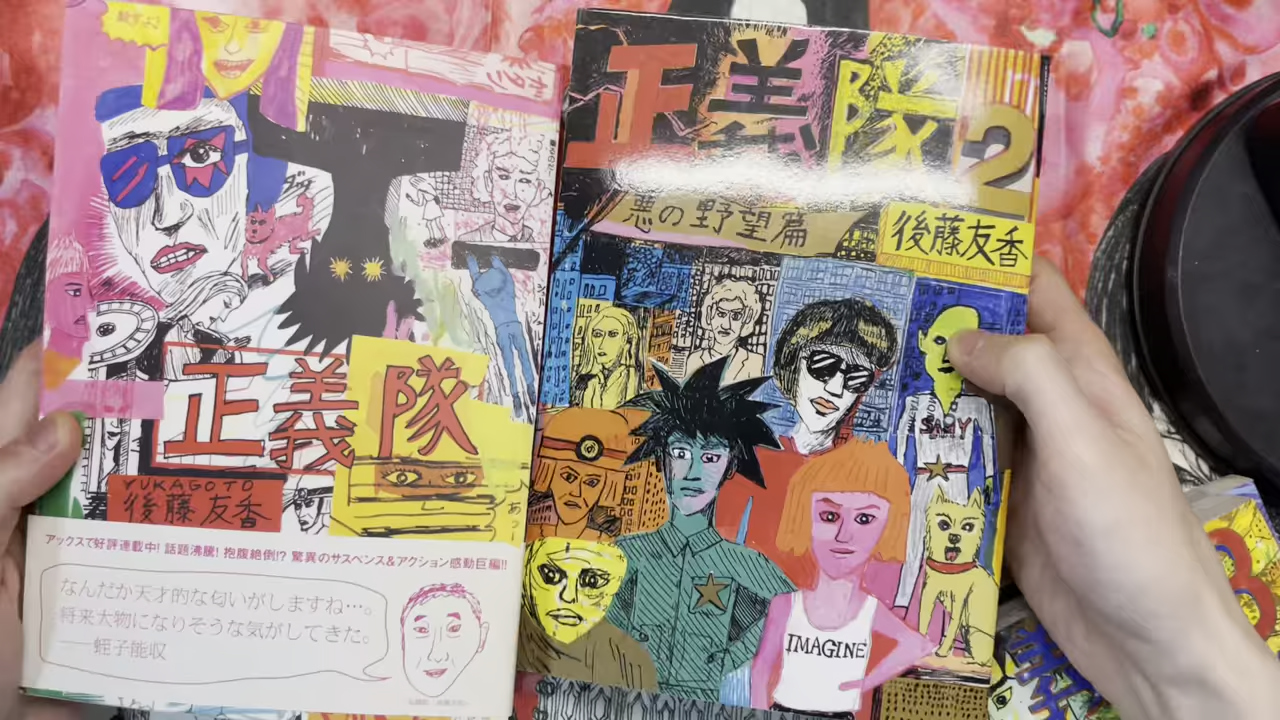 正義隊
YUKAGOTO
後藤友香
アックスで好評連載中! 話題沸騰! 抱腹絶倒!? 驚異のサスペンス&アクション感動巨編!!
なんだか天才的な匂いがしますね…。
将来大物になりそうな気がしてきた。
──蛭子能収
正義隊
2
悪の野望篇
後藤友香
IMAGINE